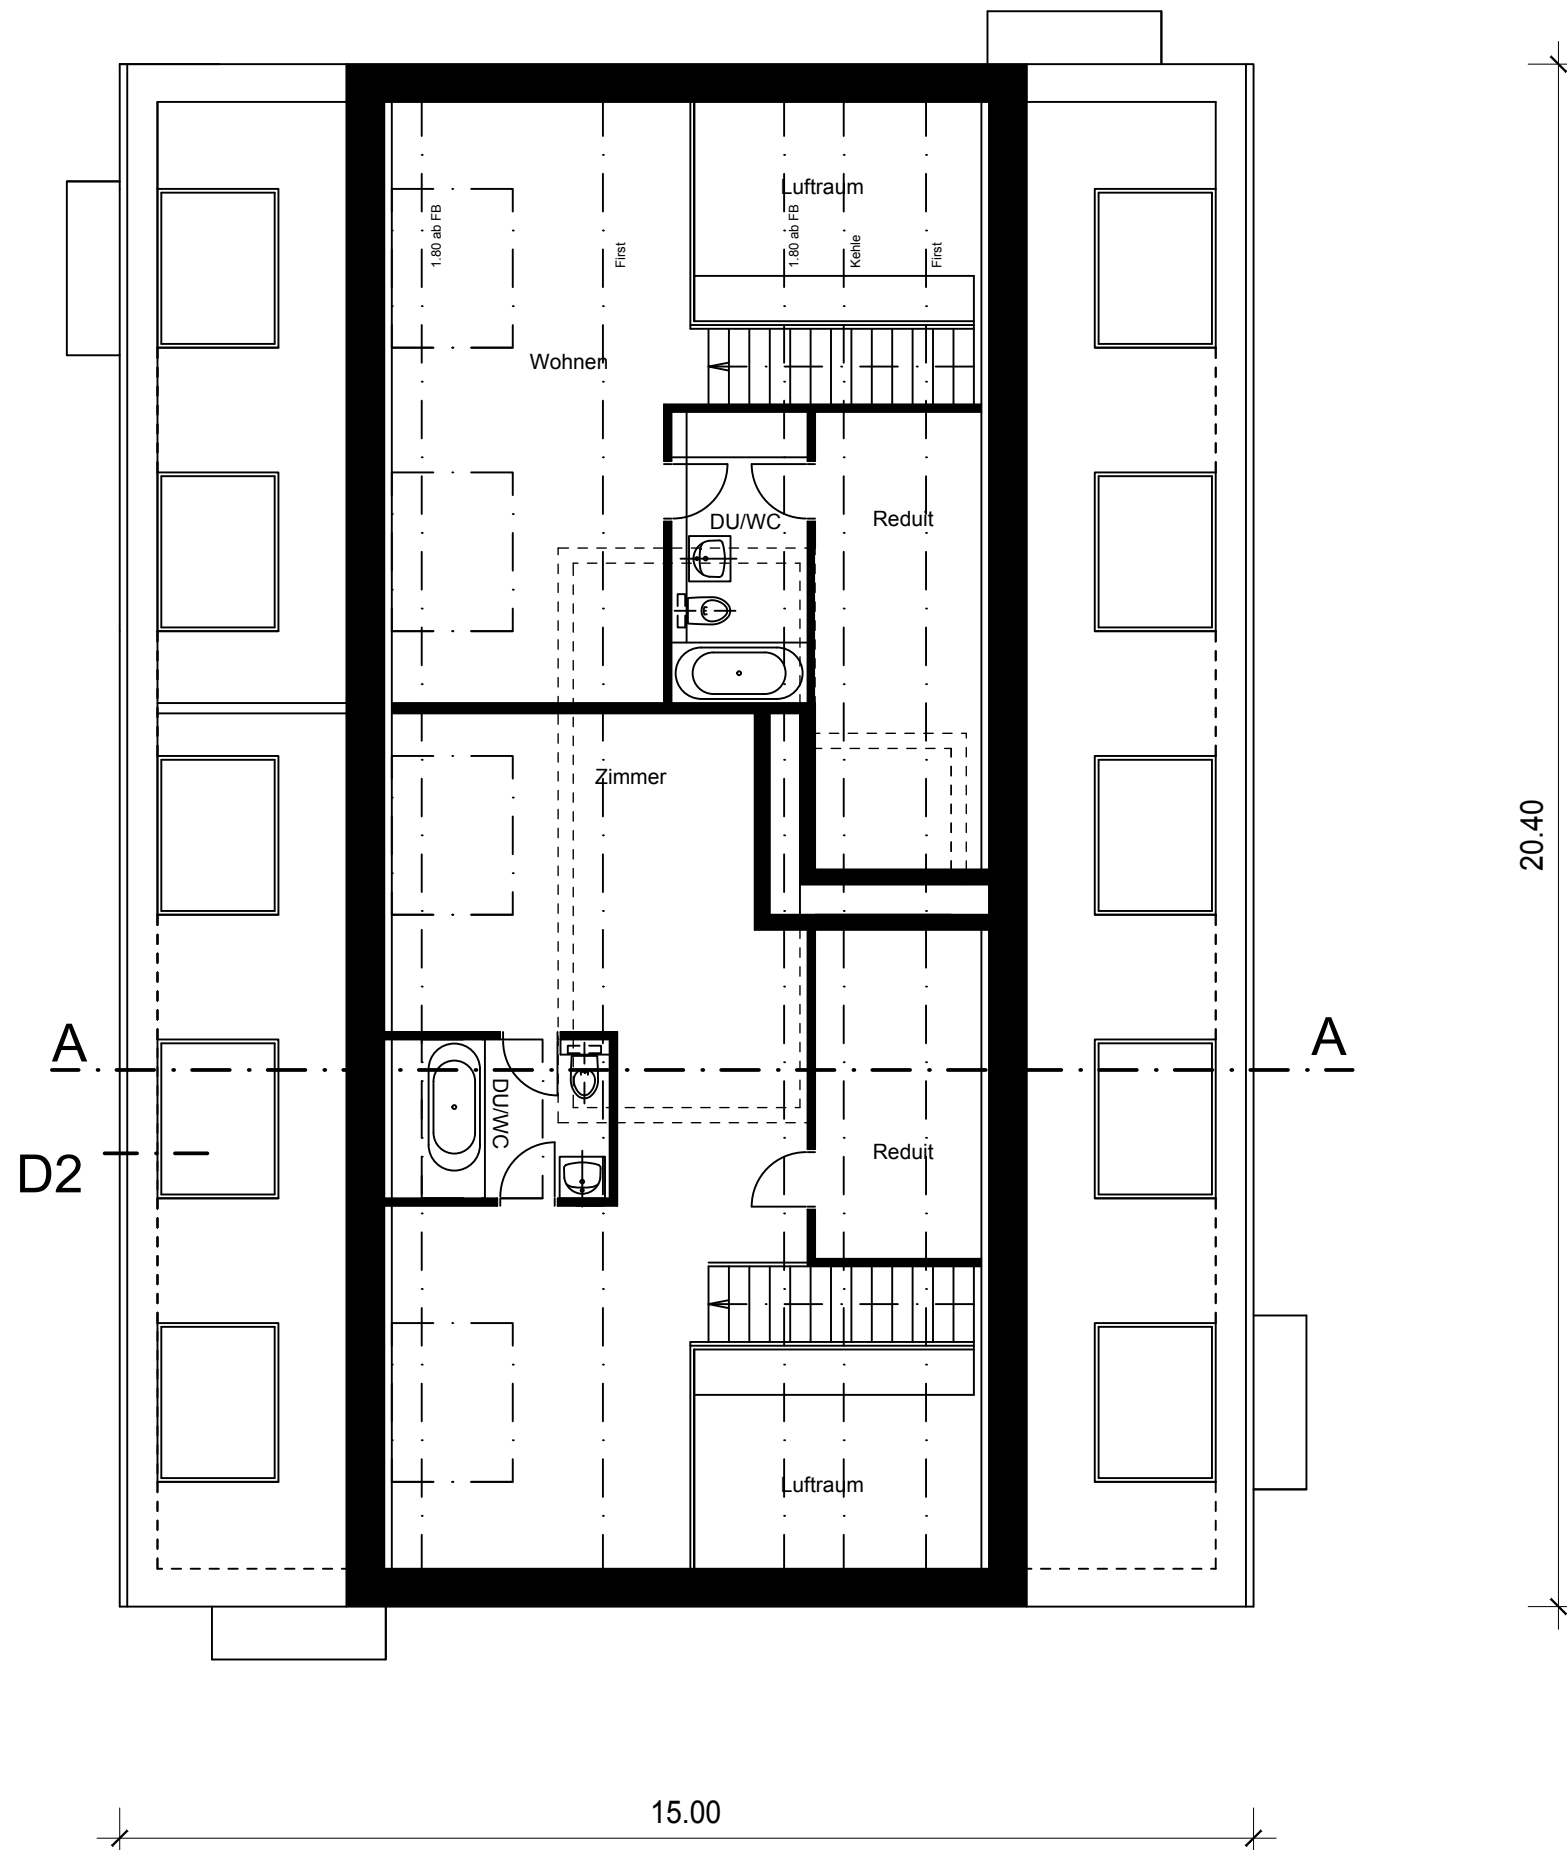 Luftraum
1.80 ab FB
First
1.80 ab FB
Kehle
First
Wohnen
DU/WC
Reduit
Zimmer
20.40
A
A
DU/WC
Reduit
D2
Luftraum
15.00